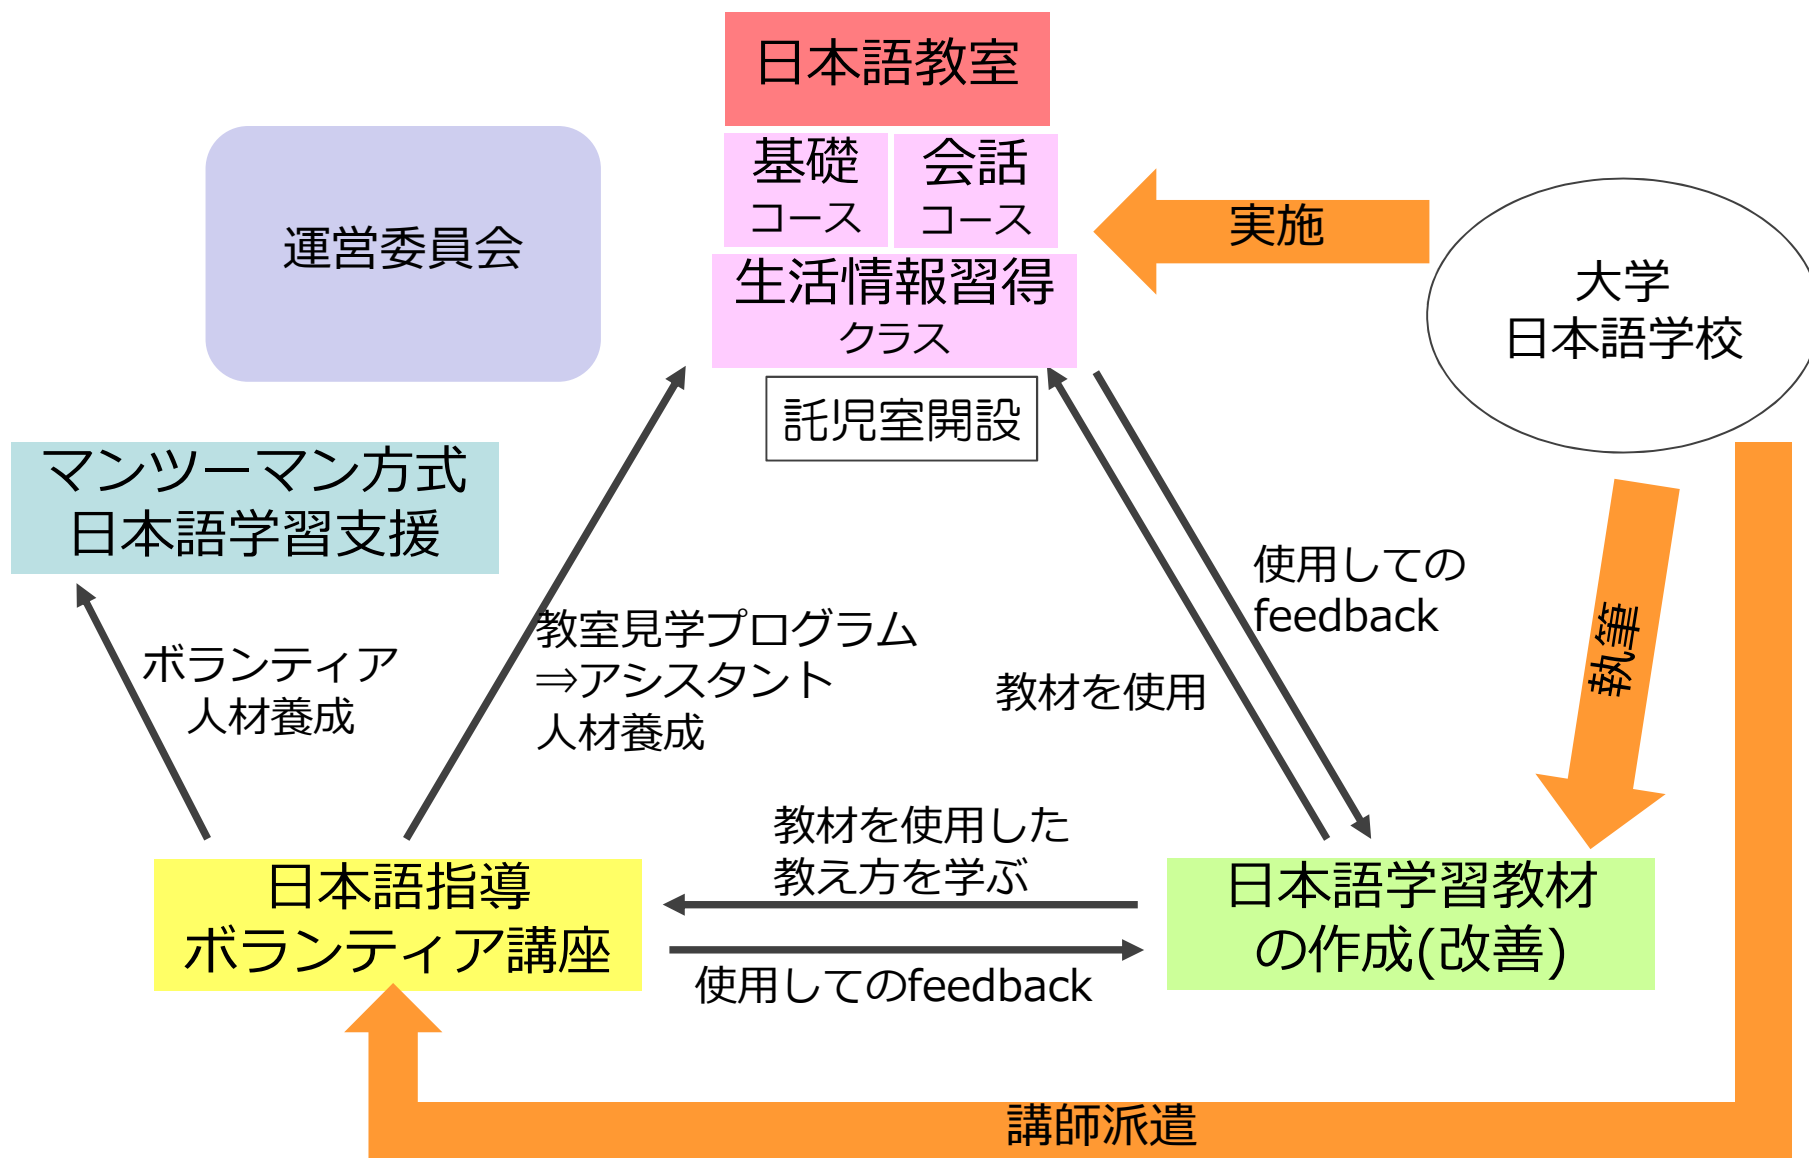 日本語教室
基礎
コース
会話
コース
生活情報習得
クラス
託児室開設
運営委員会
実施
大学
日本語学校
マンツーマン方式
日本語学習支援
ボランティア
人材養成
教室見学プログラム
⇒アシスタント
人材養成
教材を使用
使用しての
feedback
執筆
教材を使用した
教え方を学ぶ
使用してのfeedback
日本語指導
ボランティア講座
日本語学習教材
の作成(改善)
講師派遣